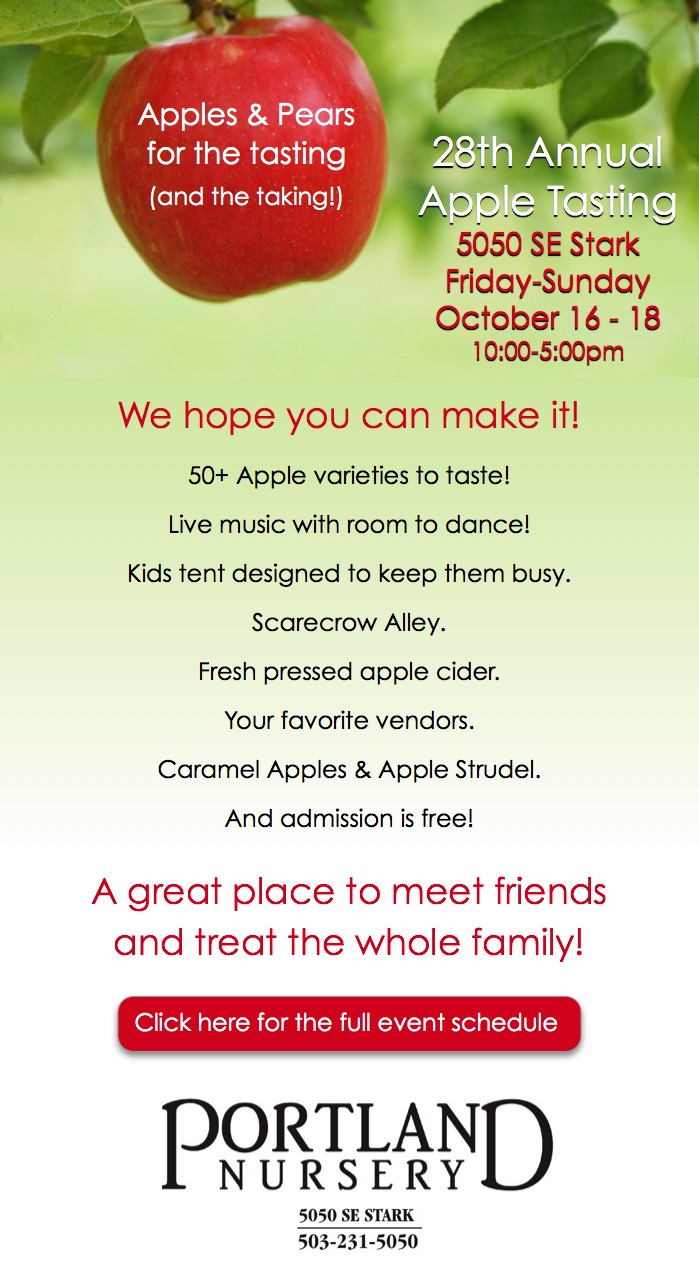 Apples & Pears
for the tasting
(and the taking!)
28th Annual
Apple Tasting
5050 SE Stark
Friday-Sunday
October 16 - 18
10:00-5:00pm
We hope you can make it!
50+ Apple varieties to taste!
Live music with room to dance!
Kids tent designed to keep them busy.
Scarecrow Alley.
Fresh pressed apple cider.
Your favorite vendors.
Caramel Apples & Apple Strudel.
And admission is free!
A great place to meet friends
and treat the whole family!
Click here for the full event schedule
PORTLAND
NURSERY
5050 SE STARK
503-231-5050